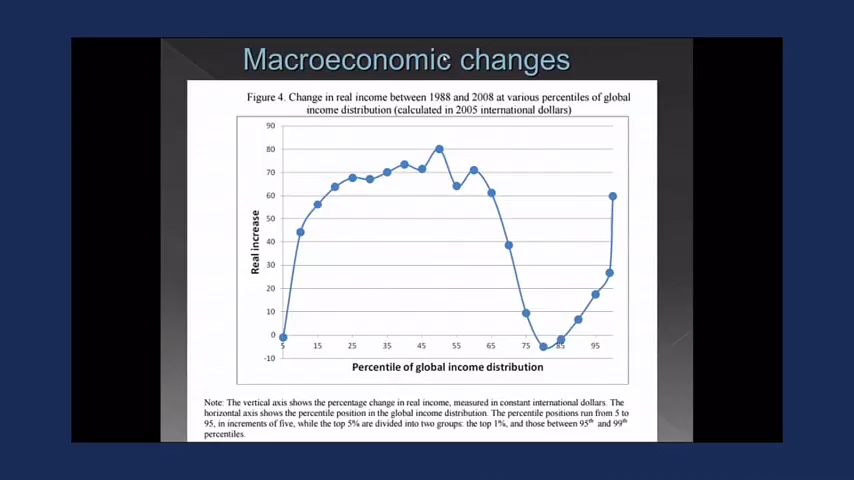 Macroeconomic changes
Figure 4. Change in real income between 1988 and 2008 at various percentiles of global
income distribution (calculated in 2005 international dollars)
90
80
70
60
50
40
30
20
10
0
-10
Real increase
5 15 25 35 45 55 65 75 85 95
Percentile of global income distribution
Note: The vertical axis shows the percentage change in real income, measured in constant international dollars. The
horizontal axis shows the percentile position in the global income distribution. The percentile positions run from 5 to
95, in increments of five, while the top 5% are divided into two groups: the top 1%, and those between 95th and 99th
percentiles.